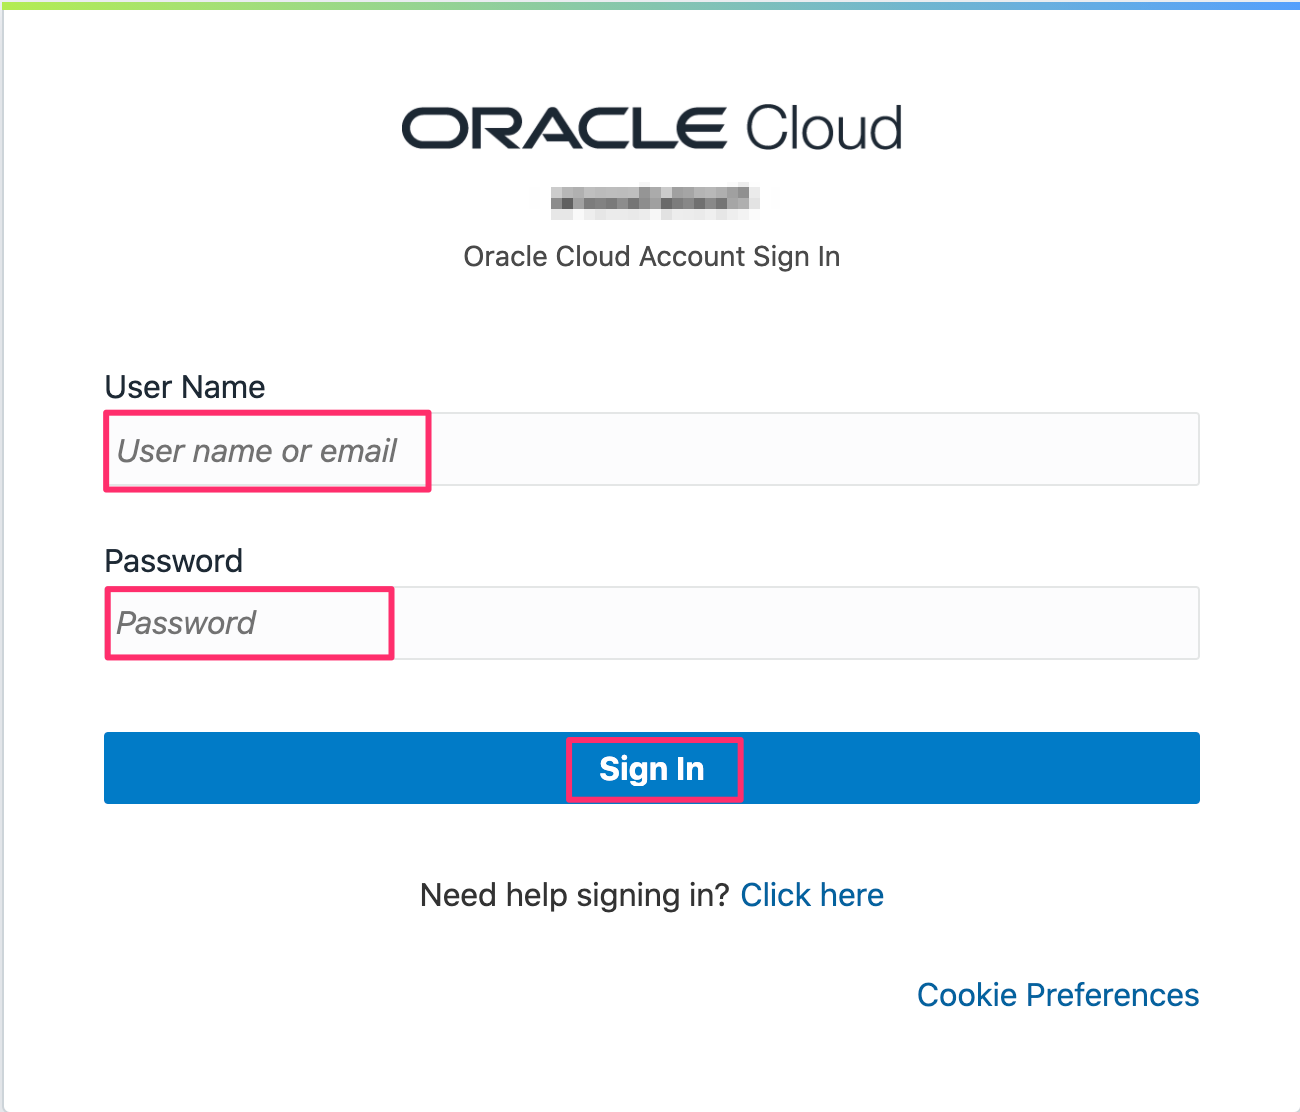 ORACLE Cloud
Oracle Cloud Account Sign In
User Name
User name or email
Password
Password
Sign In
Need help signing in? Click here
Cookie Preferences